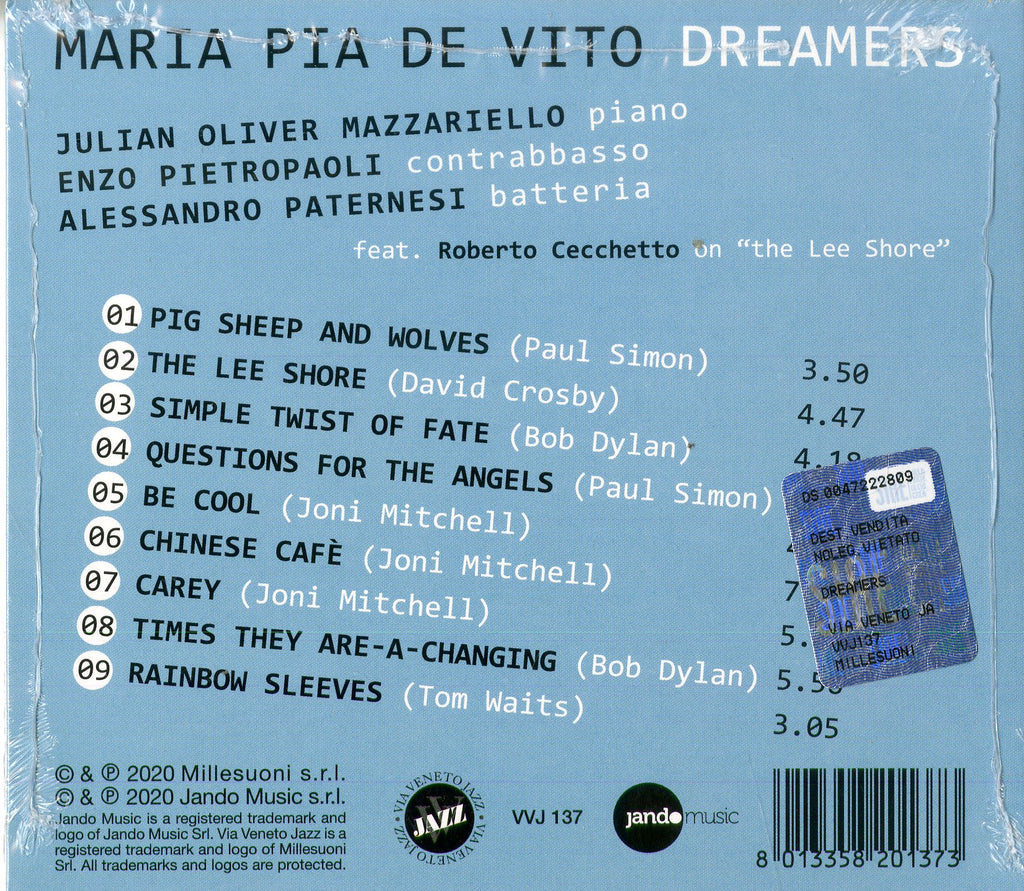 MARIA PIA DE VITO DREAMERS
JULIAN OLIVER MAZZARIELLO piano
ENZO PIETROPAOLI contrabbasso
ALESSANDRO PATERNESI batteria
feat. Roberto Cecchetto on “the Lee Shore”
01 PIG SHEEP AND WOLVES (Paul Simon) 3.50
02 THE LEE SHORE (David Crosby) 4.47
03 SIMPLE TWIST OF FATE (Bob Dylan) 4.18
04 QUESTIONS FOR THE ANGELS (Paul Simon)
05 BE COOL (Joni Mitchell)
06 CHINESE CAFÈ (Joni Mitchell)
07 CAREY (Joni Mitchell)
08 TIMES THEY ARE-A-CHANGING (Bob Dylan)
09 RAINBOW SLEEVES (Tom Waits) 3.05
DS 0047222809
DEST VENDITA
NOLEG.VIETATO
DREAMERS
VIA VENETO JA
VVJ137
MILLESUONI
© & ℗ 2020 Millesuoni s.r.l.
© & ℗ 2020 Jando Music s.r.l.
Jando Music is a registered trademark and
logo of Jando Music Srl. Via Veneto Jazz is a
registered trademark and logo of Millesuoni
Srl. All trademarks and logos are protected.
VIA VENETO JAZZ · VIA VENETO JAZZ ·
JAZZ
VVJ 137
jando music
8 013358 201373